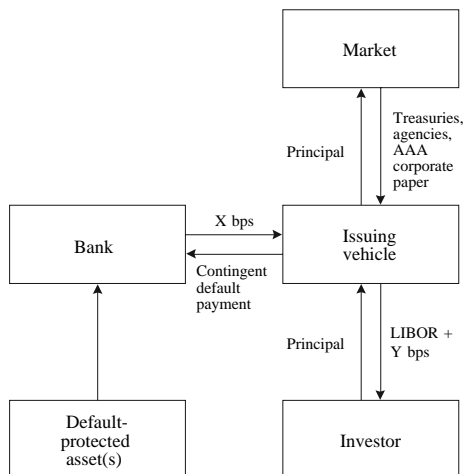 Market
Principal
Treasuries,
agencies,
AAA
corporate
paper
Bank
X bps
Contingent
default
payment
Issuing
vehicle
Principal
LIBOR +
Y bps
Default-
protected
asset(s)
Investor